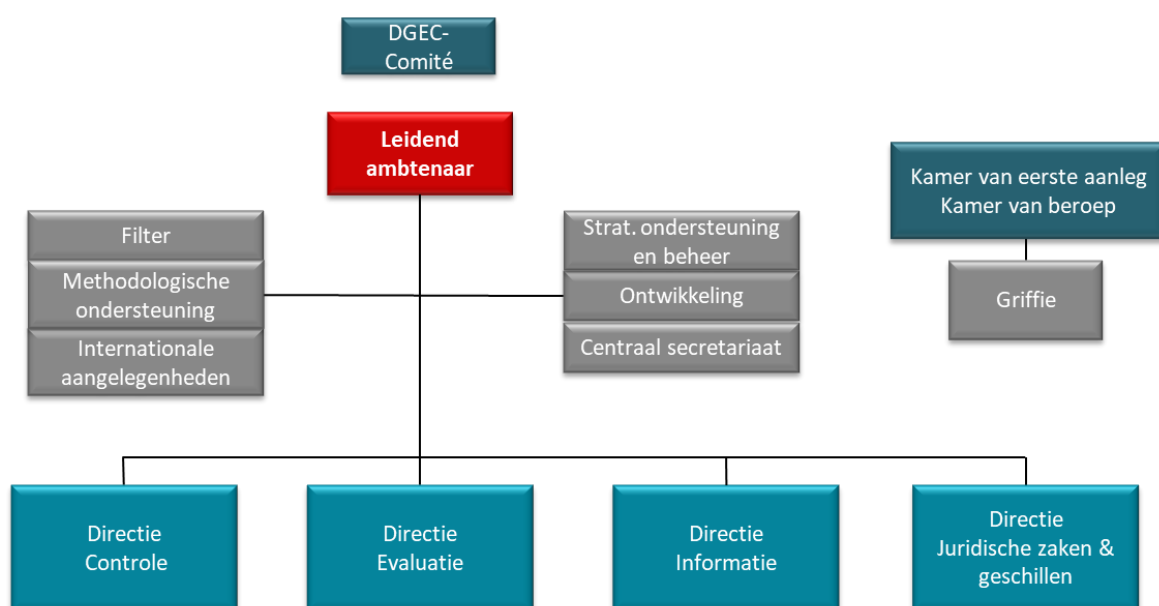 DGEC-
Comité
Leidend
ambtenaar
Kamer van eerste aanleg
Kamer van beroep
Griffie
Filter
Methodologische
ondersteuning
Internationale
aangelegenheden
Strat. ondersteuning
en beheer
Ontwikkeling
Centraal secretariaat
Directie
Controle
Directie
Evaluatie
Directie
Informatie
Directie
Juridische zaken &
geschillen